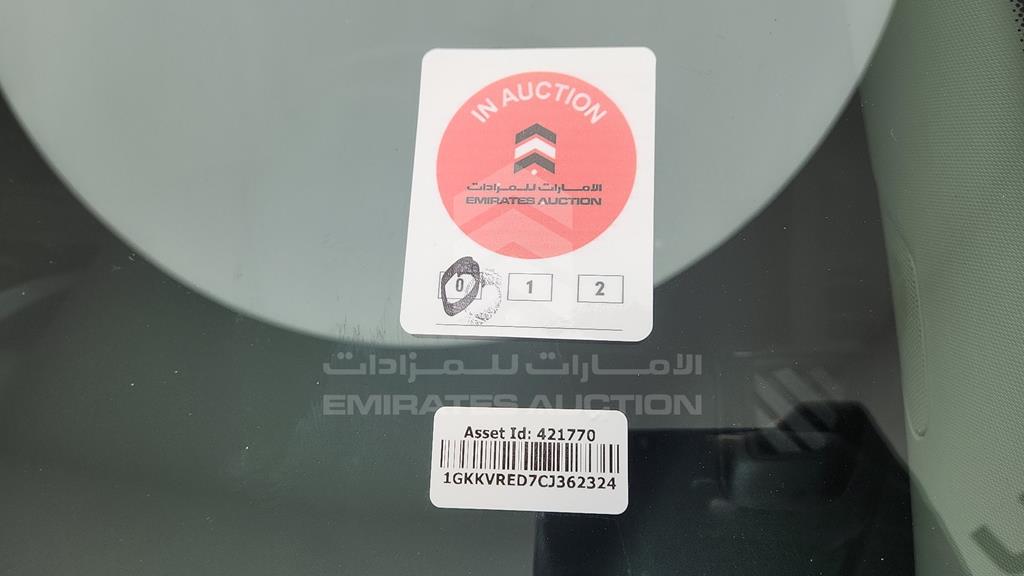 IN AUCTION
الامارات للمزادات
EMIRATES AUCTION
0 1 2
الامارات للمزادات
EMIRATES AUCTION
Asset Id: 421770
1GKKVRED7CJ362324